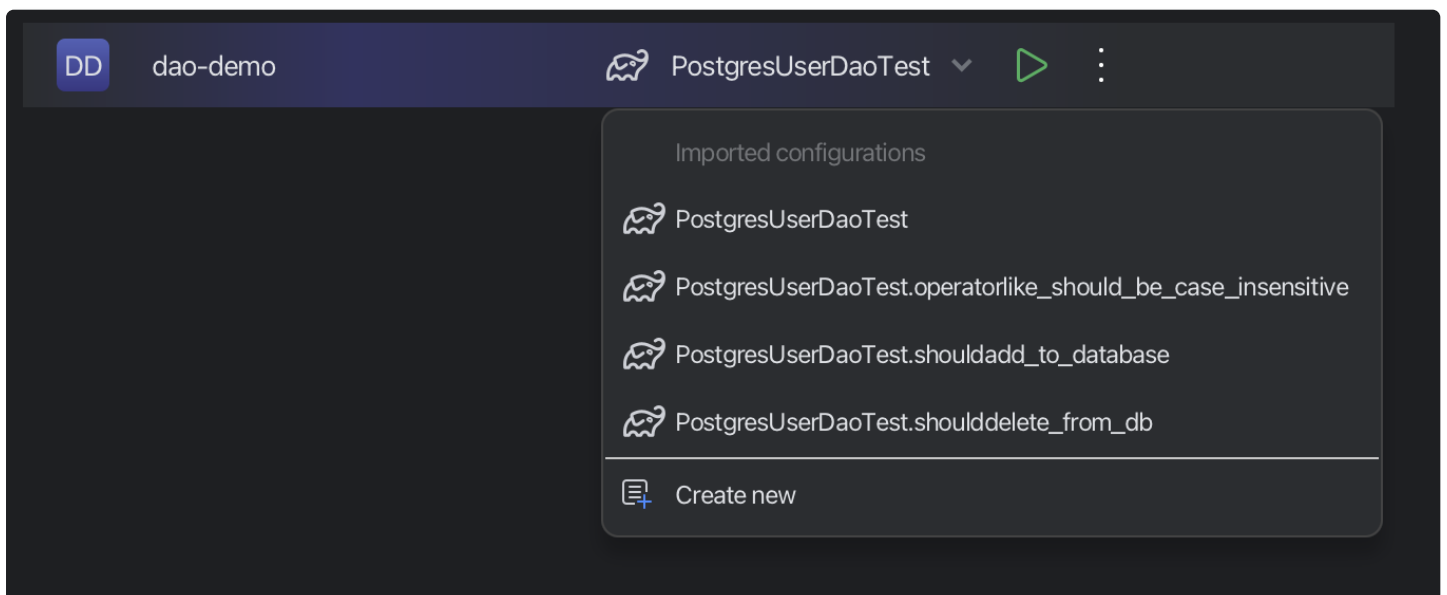 DD dao-demo PostgresUserDaoTest
Imported configurations
PostgresUserDaoTest
PostgresUserDaoTest.operatorlike_should_be_case_insensitive
PostgresUserDaoTest.shouldadd_to_database
PostgresUserDaoTest.shoulddelete_from_db
Create new